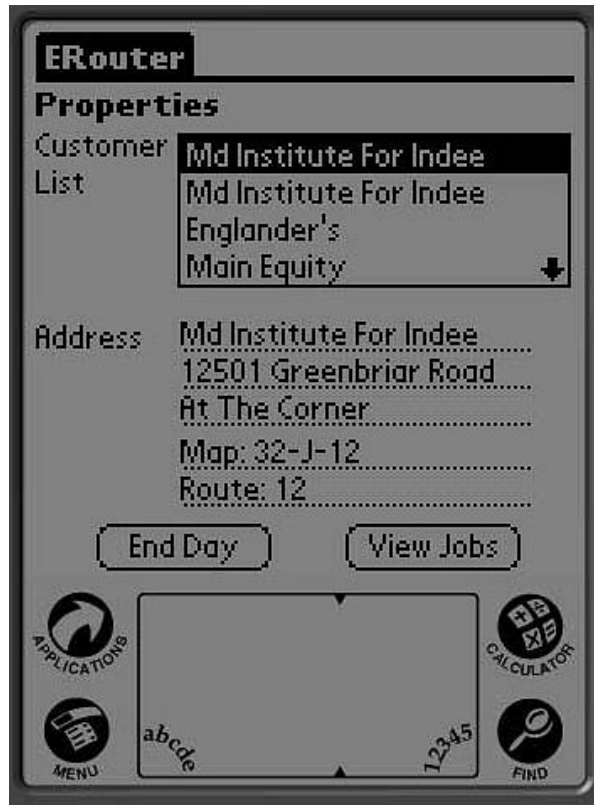 ERouter
Properties
Customer List
Md Institute For Indee
Md Institute For Indee
Englander's
Main Equity
Address
Md Institute For Indee
12501 Greenbriar Road
At The Corner
Map: 32-J-12
Route: 12
End Day
View Jobs
APPLICATIONS
CALCULATOR
MENU
abcde
12345
FIND